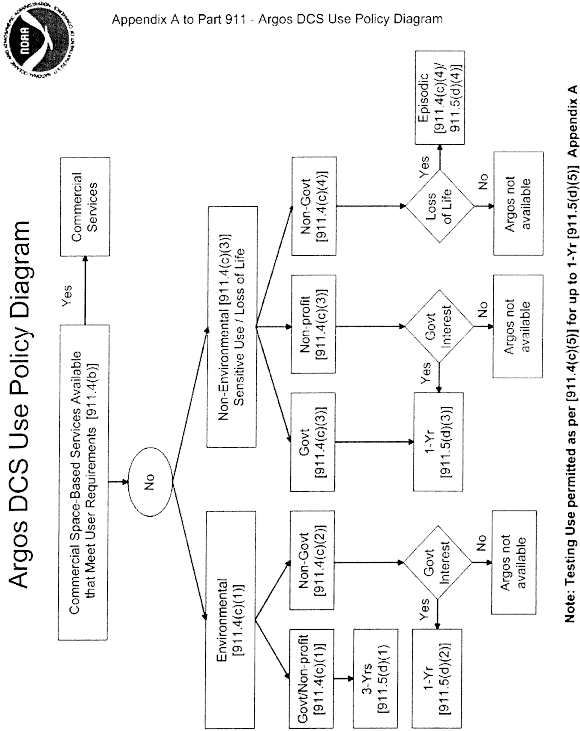 Appendix A to Part 911 - Argos DCS Use Policy Diagram
NOAA
NATIONAL OCEANIC AND ATMOSPHERIC ADMINISTRATION
U.S. DEPARTMENT OF COMMERCE
Argos DCS Use Policy Diagram
Commercial Space-Based Services Available
that Meet User Requirements [911.4(b)]
Yes
Commercial
Services
No
Environmental
[911.4(c)(1)]
Non-Environmental [911.4(c)(3)]
Sensitive Use / Loss of Life
Govt/Non-profit
[911.4(c)(1)]
Non-Govt
[911.4(c)(2)]
Govt
[911.4(c)(3)]
Non-profit
[911.4(c)(3)]
Non-Govt
[911.4(c)(4)]
3-Yrs
[911.5(d)(1)
Govt
Interest
Yes
No
1-Yr
[911.5(d)(2)]
Argos not
available
1-Yr
[911.5(d)(3)]
Govt
Interest
Yes
No
Argos not
available
Loss
of Life
Yes
No
Episodic
[911.4(c)(4)/
911.5(d)(4)]
Argos not
available
Note: Testing Use permitted as per [911.4(c)(5)] for up to 1-Yr [911.5(d)(5)] Appendix A